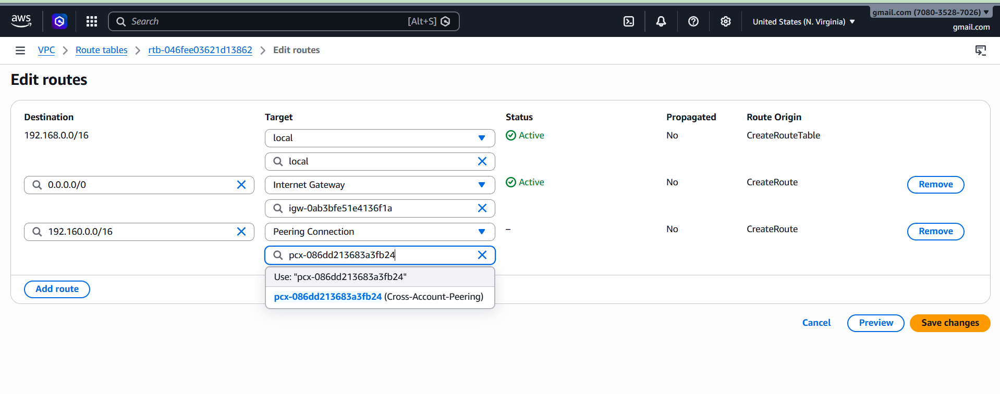 aws
Search
[Alt+S]
United States (N. Virginia)
gmail.com (7080-3528-7026)
gmail.com
VPC
Route tables
rtb-046fee03621d13862
Edit routes
Edit routes
Destination Target Status Propagated Route Origin
192.168.0.0/16 local Active No CreateRouteTable
local
0.0.0.0/0 Internet Gateway Active No CreateRoute Remove
igw-0ab3bfe51e4136f1a
192.160.0.0/16 Peering Connection – No CreateRoute Remove
pcx-086dd213683a3fb24
Use: "pcx-086dd213683a3fb24"
Add route
pcx-086dd213683a3fb24 (Cross-Account-Peering)
Cancel Preview Save changes